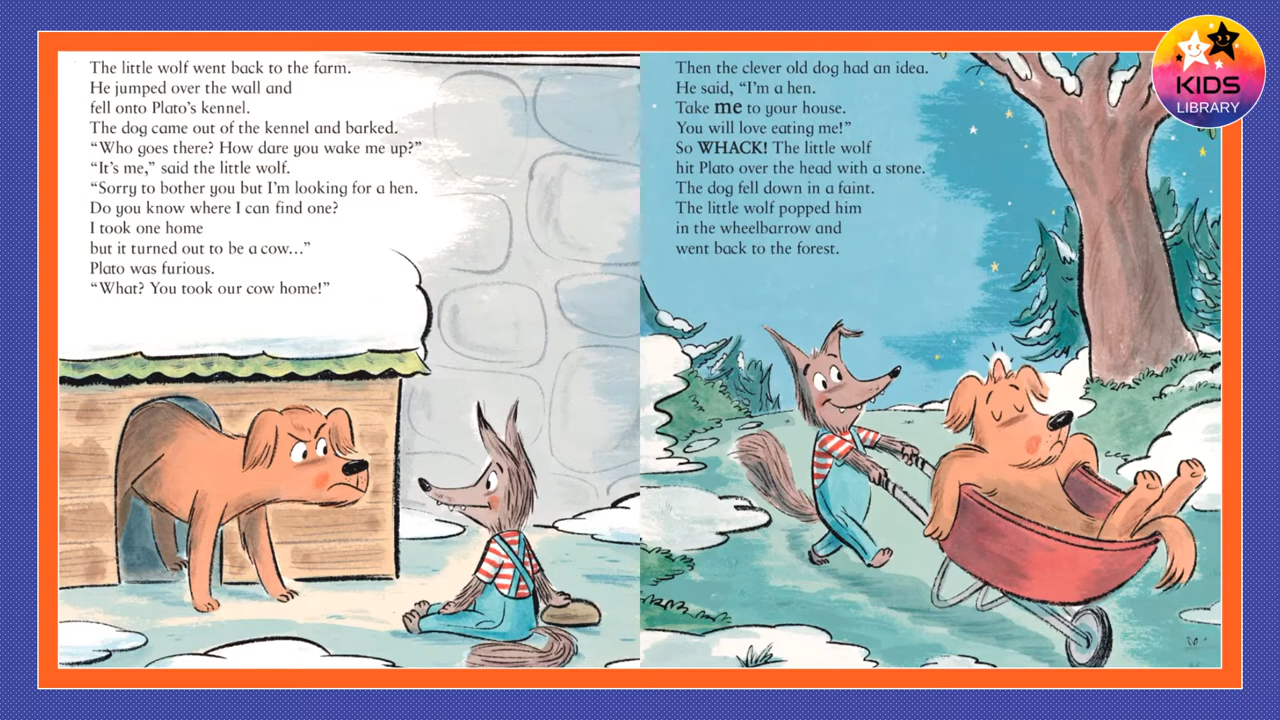 The little wolf went back to the farm.
He jumped over the wall and
fell onto Plato's kennel.
The dog came out of the kennel and barked.
“Who goes there? How dare you wake me up?”
“It's me,” said the little wolf.
“Sorry to bother you but I'm looking for a hen.
Do you know where I can find one?
I took one home
but it turned out to be a cow…”
Plato was furious.
“What? You took our cow home!”
Then the clever old dog had an idea.
He said, “I'm a hen.
Take me to your house.
You will love eating me!”
So WHACK! The little wolf
hit Plato over the head with a stone.
The dog fell down in a faint.
The little wolf popped him
in the wheelbarrow and
went back to the forest.
KIDS
LIBRARY